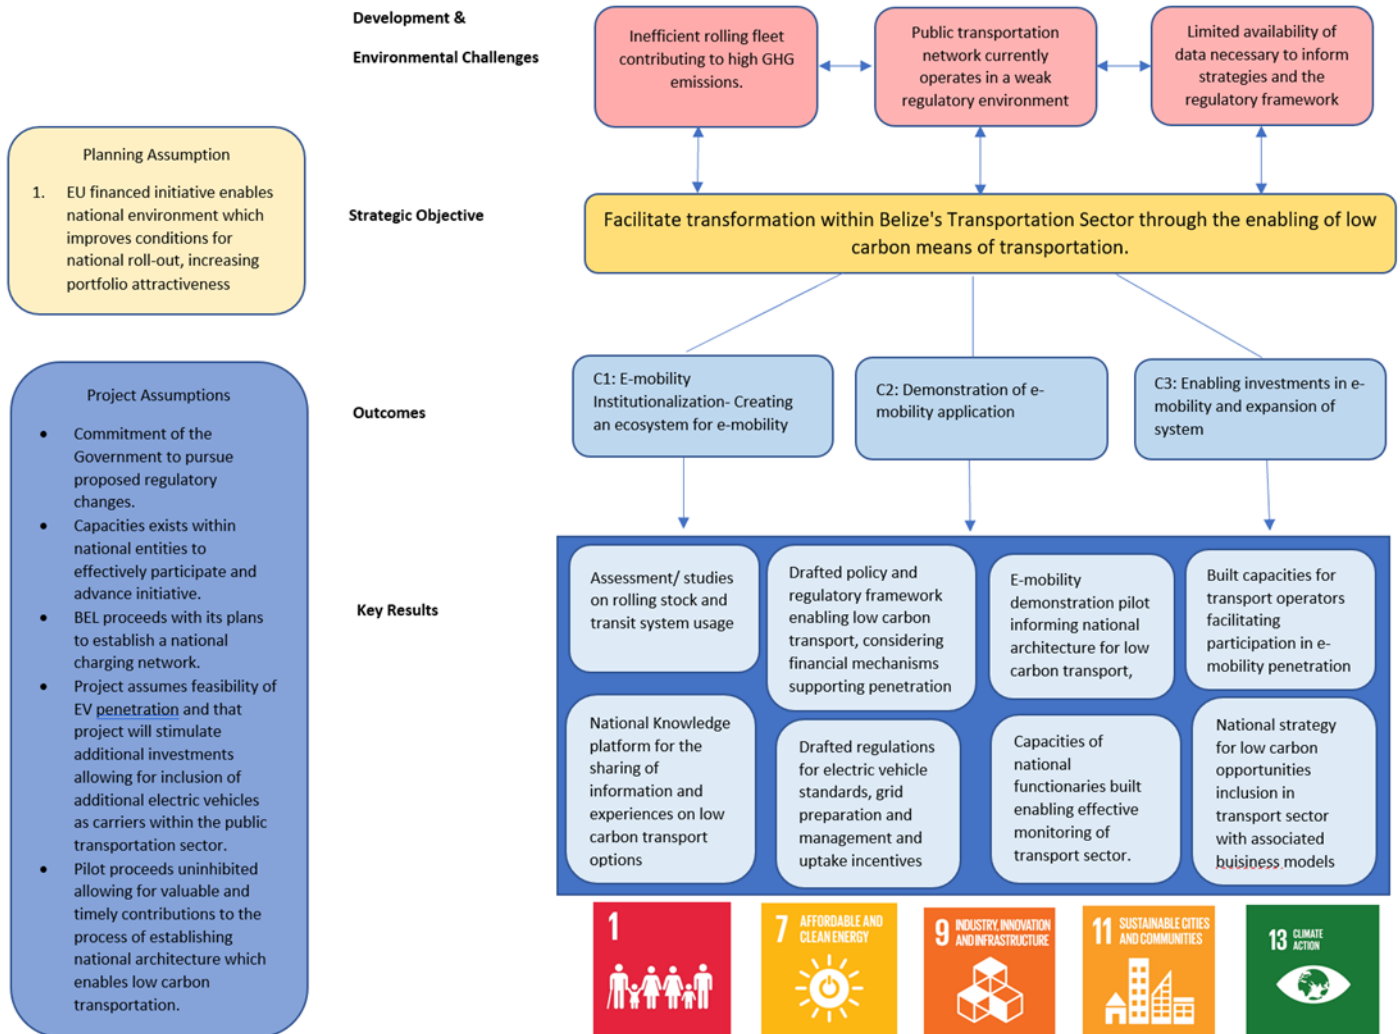 Development &
Environmental Challenges
Inefficient rolling fleet
contributing to high GHG
emissions.
Public transportation
network currently
operates in a weak
regulatory environment
Limited availability of
data necessary to inform
strategies and the
regulatory framework
Planning Assumption
1. EU financed initiative enables
national environment which
improves conditions for
national roll-out, increasing
portfolio attractiveness
Strategic Objective
Facilitate transformation within Belize's Transportation Sector through the enabling of low
carbon means of transportation.
Project Assumptions
• Commitment of the
Government to pursue
proposed regulatory
changes.
• Capacities exists within
national entities to
effectively participate and
advance initiative.
• BEL proceeds with its plans
to establish a national
charging network.
• Project assumes feasibility of
EV penetration and that
project will stimulate
additional investments
allowing for inclusion of
additional electric vehicles
as carriers within the public
transportation sector.
• Pilot proceeds uninhibited
allowing for valuable and
timely contributions to the
process of establishing
national architecture which
enables low carbon
transportation.
Outcomes
C1: E-mobility
Institutionalization- Creating
an ecosystem for e-mobility
C2: Demonstration of e-
mobility application
C3: Enabling investments in e-
mobility and expansion of
system
Key Results
Assessment/ studies
on rolling stock and
transit system usage
Drafted policy and
regulatory framework
enabling low carbon
transport, considering
financial mechanisms
supporting penetration
E-mobility
demonstration pilot
informing national
architecture for low
carbon transport,
Built capacities for
transport operators
facilitating
participation in e-
mobility penetration
National Knowledge
platform for the
sharing of
information and
experiences on low
carbon transport
options
Drafted regulations
for electric vehicle
standards, grid
preparation and
management and
uptake incentives
Capacities of
national
functionaries built
enabling effective
monitoring of
transport sector.
National strategy
for low carbon
opportunities
inclusion in
transport sector
with associated
buisiness models
1
7 AFFORDABLE AND
CLEAN ENERGY
9 INDUSTRY, INNOVATION
AND INFRASTRUCTURE
11 SUSTAINABLE CITIES
AND COMMUNITIES
13 CLIMATE
ACTION